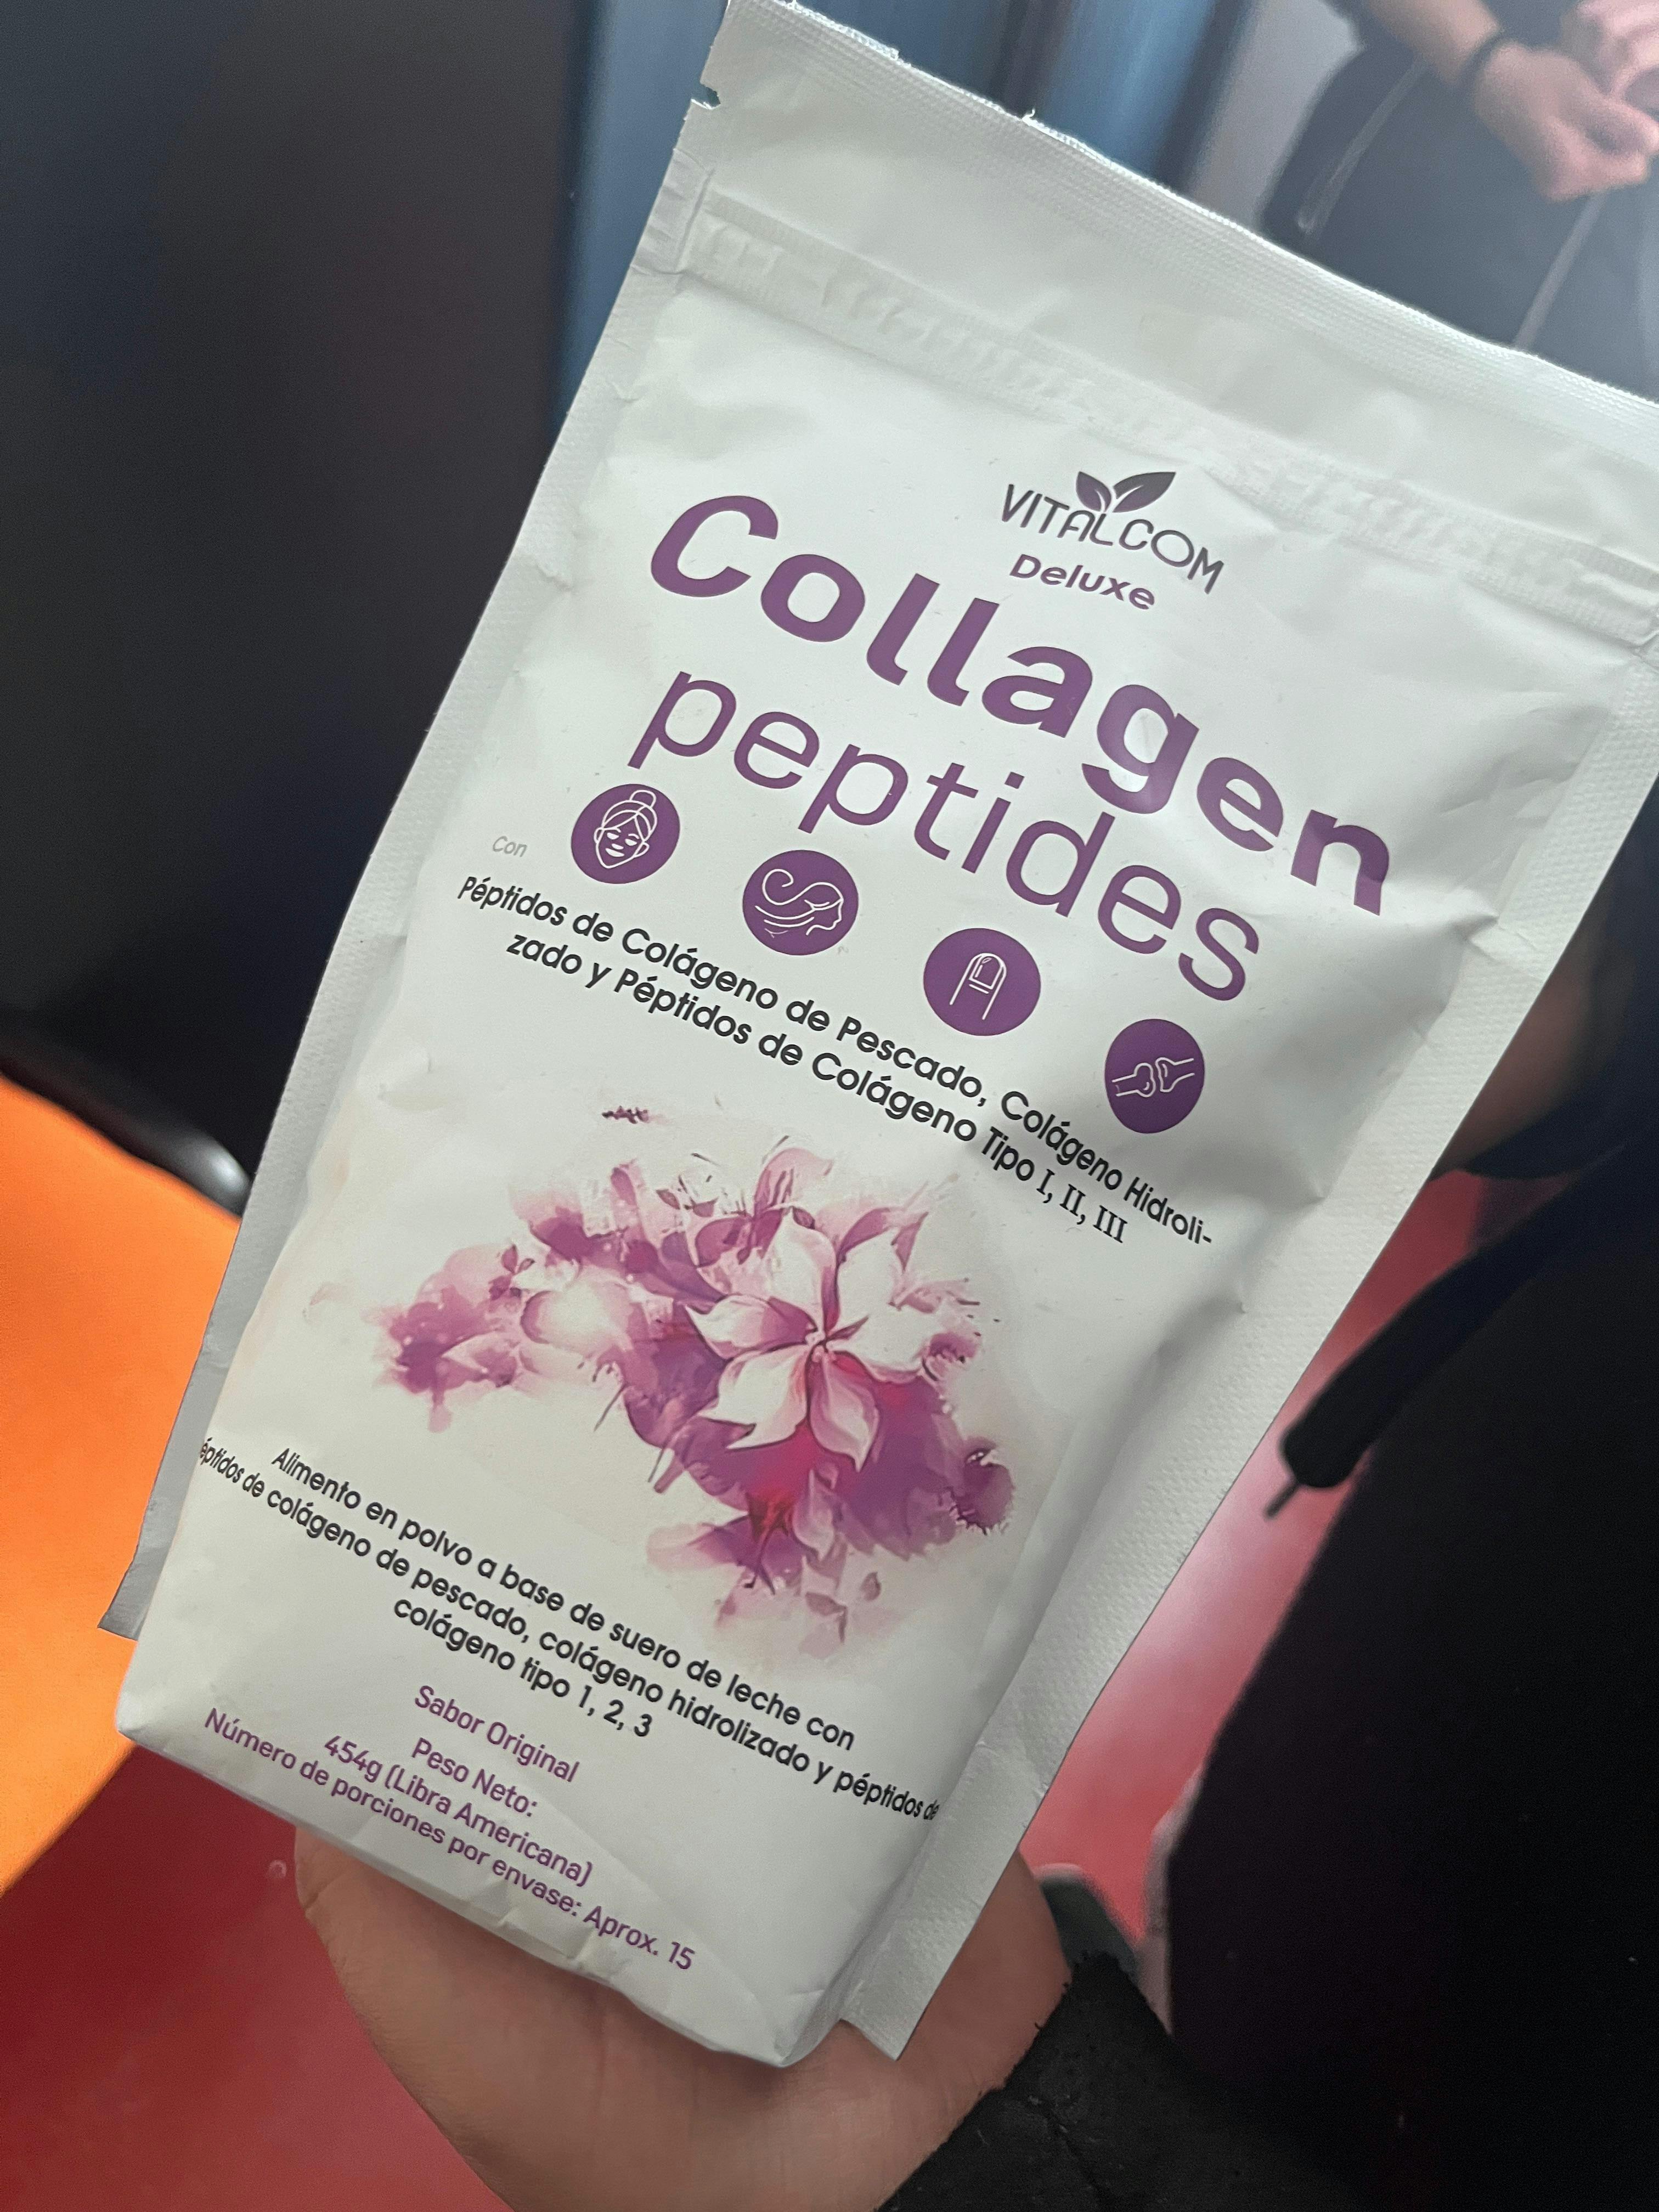 VITALCOM
Deluxe
Collagen
peptides
Con
Péptidos de Colágeno de Pescado, Colágeno Hidroli-
zado y Péptidos de Colágeno Tipo I, II, III
Alimento en polvo a base de suero de leche con
éptidos de colágeno de pescado, colágeno hidrolizado y péptidos de
colágeno tipo 1, 2, 3
Sabor Original
Peso Neto:
454g (Libra Americana)
Número de porciones por envase: Aprox. 15